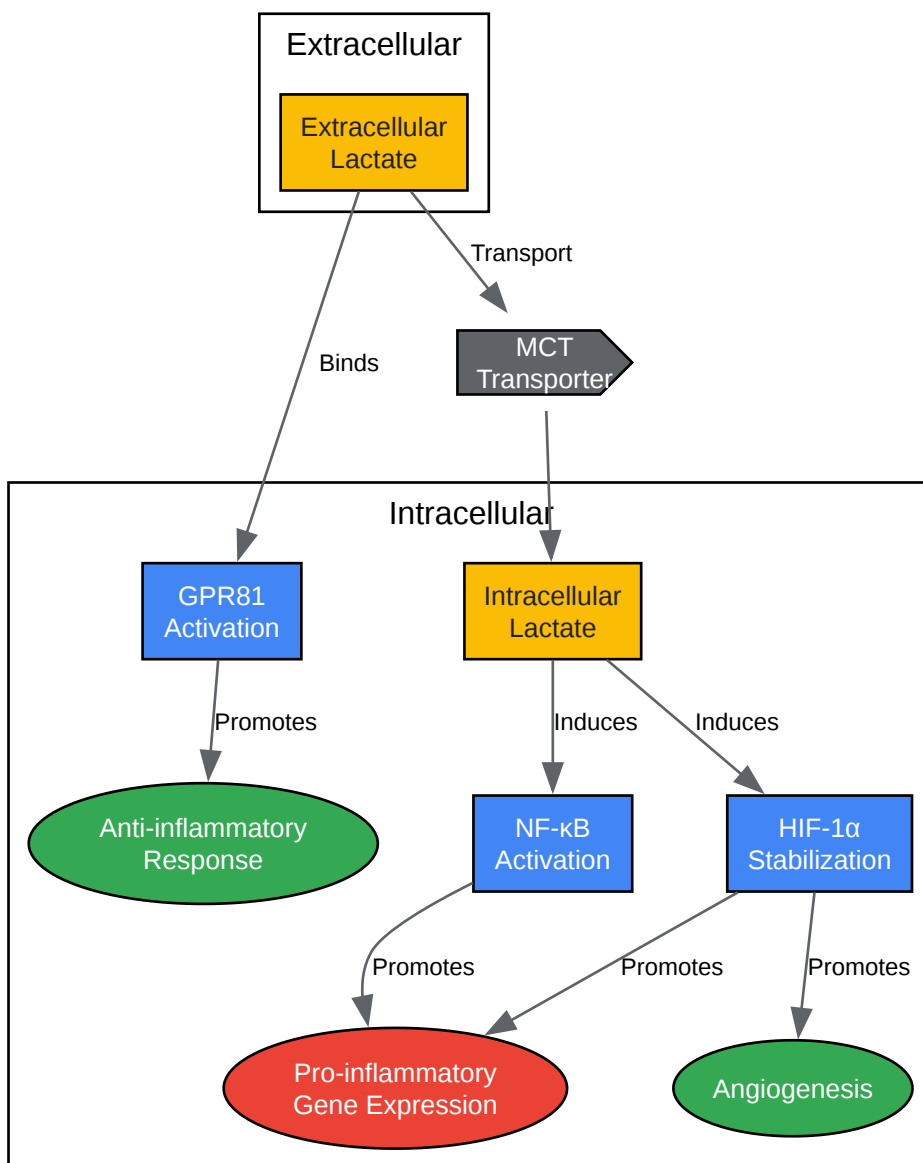 Extracellular
Extracellular
Lactate
Transport
Binds
MCT
Transporter
Intracellular
GPR81
Activation
Intracellular
Lactate
Promotes
Induces
Induces
Anti-inflammatory
Response
NF-κB
Activation
HIF-1α
Stabilization
Promotes
Promotes
Promotes
Pro-inflammatory
Gene Expression
Angiogenesis